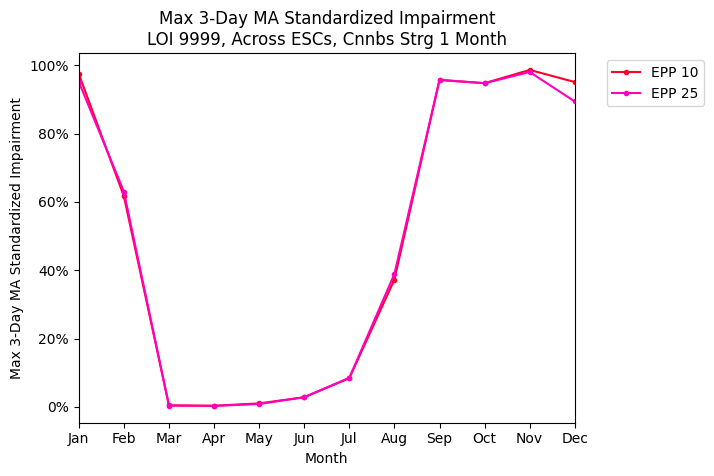 Max 3-Day MA Standardized Impairment
LOI 9999, Across ESCs, Cnnbs Strg 1 Month
EPP 10
EPP 25
Max 3-Day MA Standardized Impairment
100%
80%
60%
40%
20%
0%
Jan Feb Mar Apr May Jun Jul Aug Sep Oct Nov Dec
Month